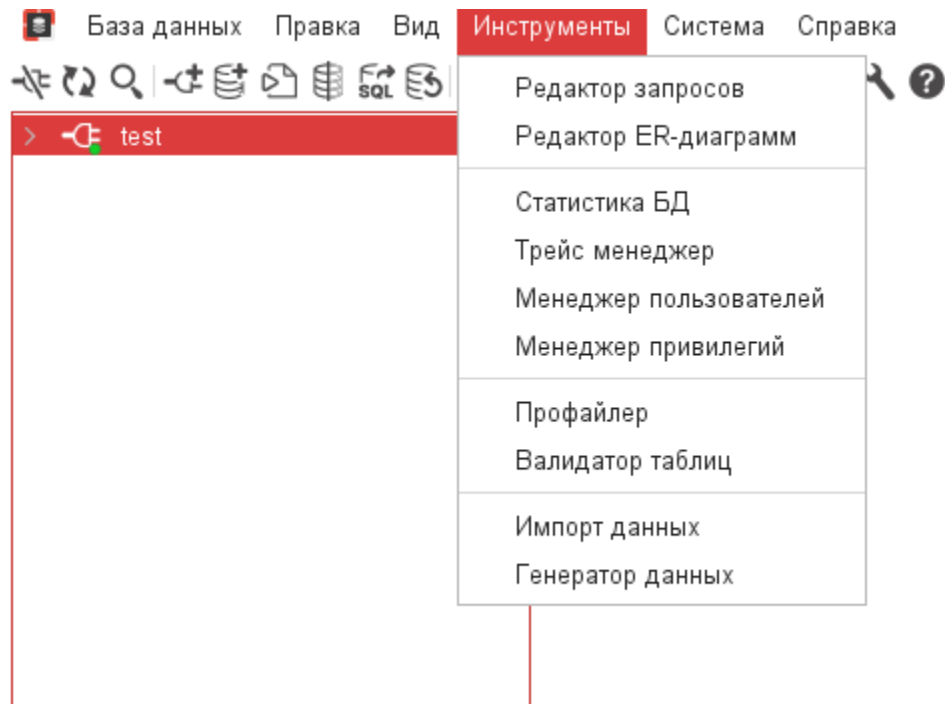 База данных Правка Вид Инструменты Система Справка
SQL
test
Редактор запросов
Редактор ER-диаграмм
Статистика БД
Трейс менеджер
Менеджер пользователей
Менеджер привилегий
Профайлер
Валидатор таблиц
Импорт данных
Генератор данных